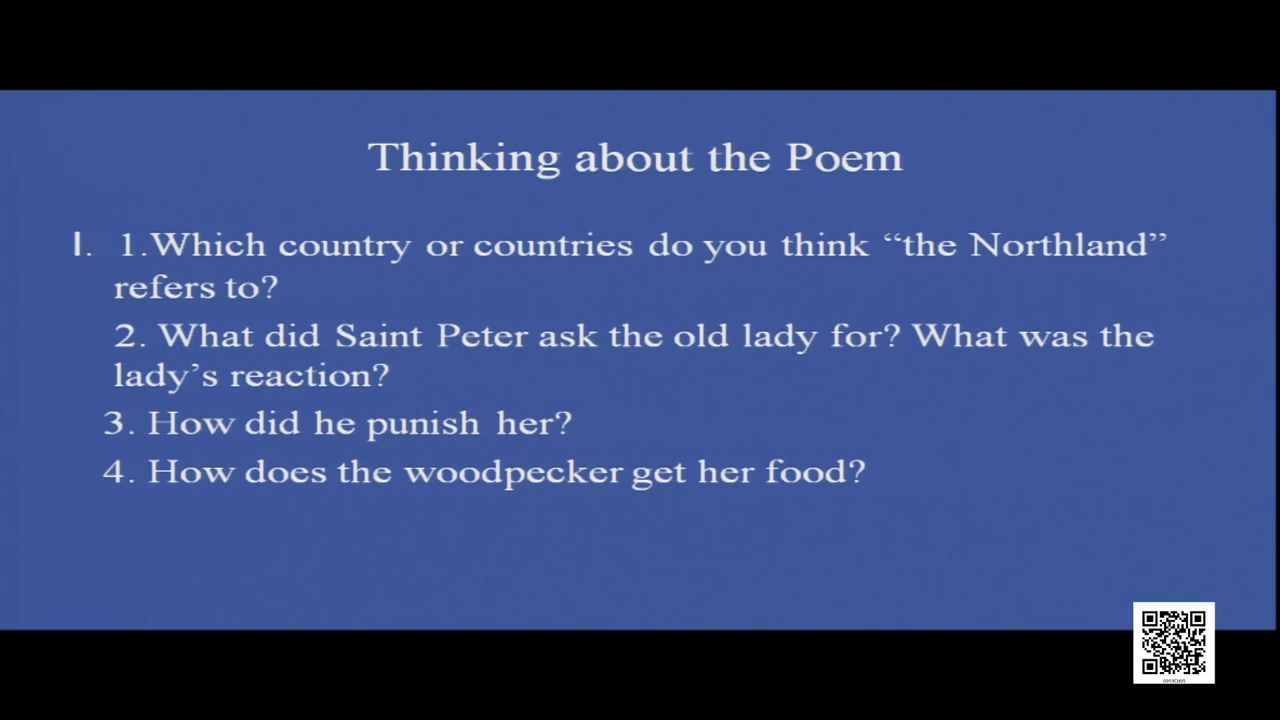 Thinking about the Poem
I. 1.Which country or countries do you think “the Northland”
refers to?
2. What did Saint Peter ask the old lady for? What was the
lady’s reaction?
3. How did he punish her?
4. How does the woodpecker get her food?